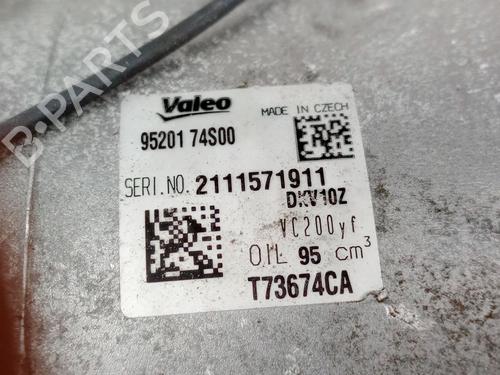 B-PARTS
Valeo
MADE IN CZECH
95201 74S00
SERI.NO. 2111571911
DKV10Z
VC200yf
OIL 95 cm³
T73674CA